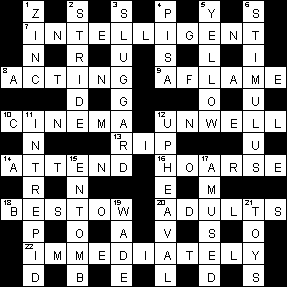 1 Z 2 S 3 S 4 P 5 Y 6 S
7 I N T E L L I G E N T
N R U S L I
8 A C T I N G 9 A F L A M E
D G O U
10 C 11 I N E M A 12 U N W E L L
N 13 R I P U
14 A T T 15 E N D 16 H O 17 A R S E
R N E M
18 B E S T O 19 W 20 A D U L 21 T S
P O A V S O
22 I M M E D I A T E L Y
D B E L D S